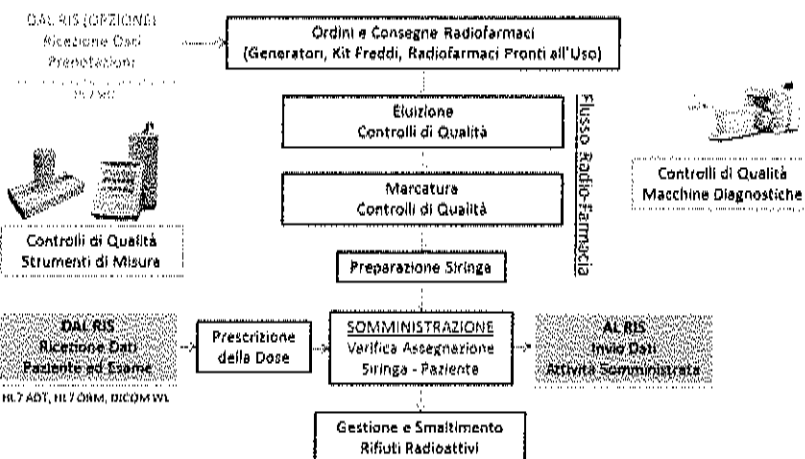 DAL RIS (OPZIONE)
Ricezione Dati
Prenotazioni
Ordini e Consegne Radiofarmaci
(Generatori, Kit Freddi, Radiofarmaci Pronti all'Uso)
Eluizione
Controlli di Qualità
Flusso Radio-Farmacia
Marcatura
Controlli di Qualità
Controlli di Qualità
Strumenti di Misura
Controlli di Qualità
Macchine Diagnostiche
Preparazione Siringa
DAL RIS
Ricezione Dati
Paziente ed Esame
HL7 ADT, HL7 ORM, DICOM WL
Prescrizione
della Dose
SOMMINISTRAZIONE
Verifica Assegnazione
Siringa - Paziente
AL RIS
Invio Dati
Attività Somministrata
Gestione e Smaltimento
Rifiuti Radioattivi